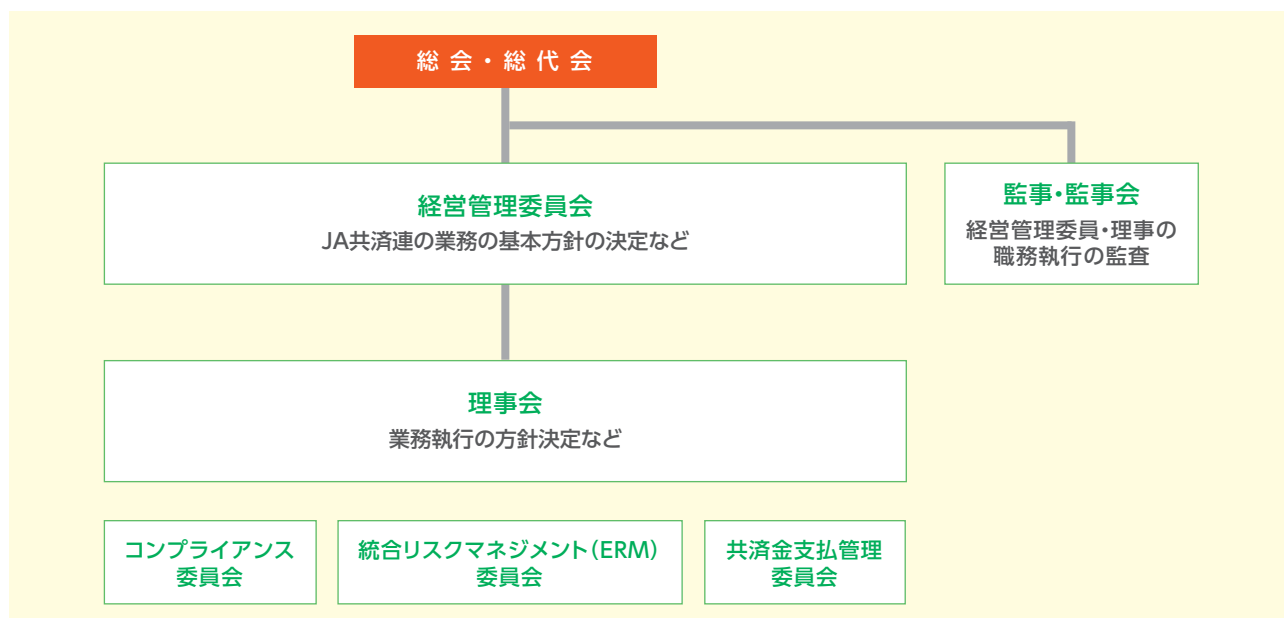 総会・総代会
経営管理委員会
JA共済連の業務の基本方針の決定など
監事・監事会
経営管理委員・理事の
職務執行の監査
理事会
業務執行の方針決定など
コンプライアンス
委員会
統合リスクマネジメント(ERM)
委員会
共済金支払管理
委員会